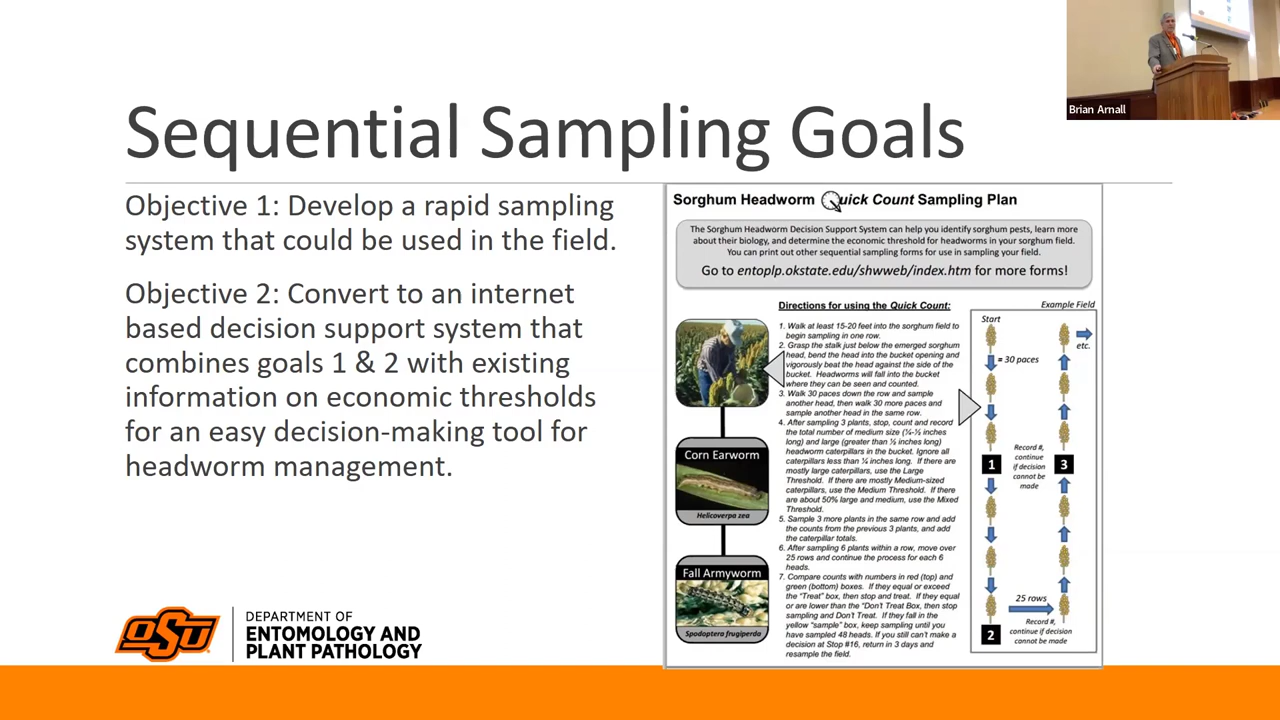 Brian Arnall
Sequential Sampling Goals
Objective 1: Develop a rapid sampling
system that could be used in the field.
Objective 2: Convert to an internet
based decision support system that
combines goals 1 & 2 with existing
information on economic thresholds
for an easy decision-making tool for
headworm management.
OSU
DEPARTMENT OF
ENTOMOLOGY AND
PLANT PATHOLOGY
Sorghum Headworm Quick Count Sampling Plan
The Sorghum Headworm Decision Support System can help you identify sorghum pests, learn more
about their biology, and determine the economic threshold for headworms in your sorghum field.
You can print out other sequential sampling forms for use in sampling your field.
Go to entoplp.okstate.edu/shwweb/index.htm for more forms!
Corn Earworm
Helicoverpa zea
Fall Armyworm
Spodoptera frugiperda
Directions for using the Quick Count:
1. Walk at least 15-20 feet into the sorghum field to
begin sampling in one row.
2. Grasp the stalk just below the emerged sorghum
head, bend the head into the bucket opening and
vigorously beat the head against the side of the
bucket. Headworms will fall into the bucket
where they can be seen and counted.
3. Walk 30 paces down the row and sample
another head, then walk 30 more paces and
sample another head in the same row.
4. After sampling 3 plants, stop, count and record
the total number of medium size (¼-½ inches
long) and large (greater than ½ inches long)
headworm caterpillars in the bucket. Ignore all
caterpillars less than ¼ inches long. If there are
mostly large caterpillars, use the Large
Threshold. If there are mostly Medium-sized
caterpillars, use the Medium Threshold. If there
are about 50% large and medium, use the Mixed
Threshold.
5. Sample 3 more plants in the same row and add
the counts from the previous 3 plants, and add
the caterpillar totals.
6. After sampling 6 plants within a row, move over
25 rows and continue the process for each 6
heads.
7. Compare counts with numbers in red (top) and
green (bottom) boxes. If they equal or exceed
the "Treat" box, then stop and treat. If they equal
or are lower than the "Don't Treat Box, then stop
sampling and Don't Treat. If they fall in the
yellow "sample" box, keep sampling until you
have sampled 48 heads. If you still can't make a
decision at Stop #16, return in 3 days and
resample the field.
Example Field
Start
etc.
= 30 paces
Record #,
continue
if decision
cannot be
made
1
3
25 rows
2
Record #,
continue if decision
cannot be made